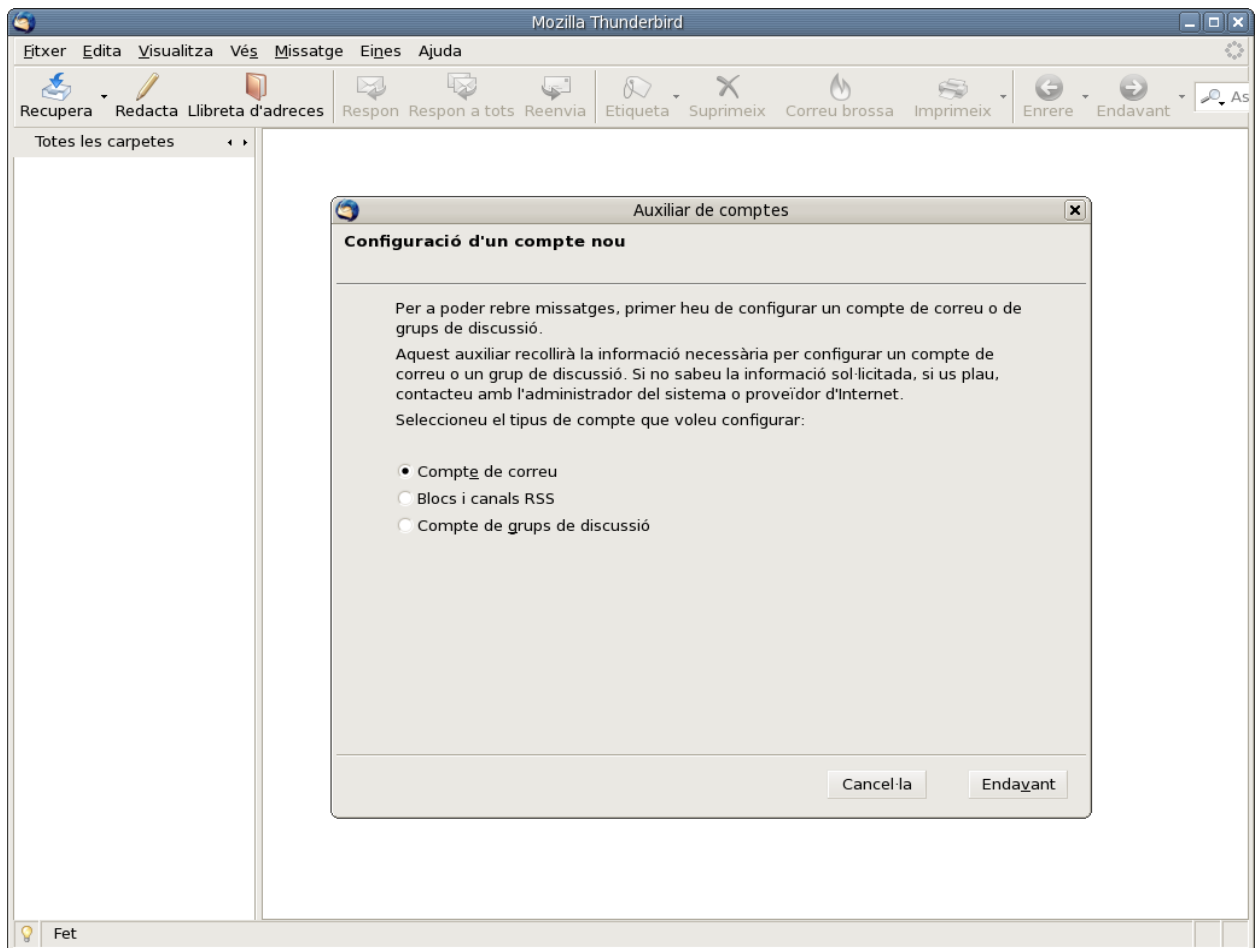 Mozilla Thunderbird
Fitxer Edita Visualitza Vés Missatge Eines Ajuda
Recupera Redacta Llibreta d'adreces Respon Respon a tots Reenvia Etiqueta Suprimeix Correu brossa Imprimeix Enrere Endavant As
Totes les carpetes
Auxiliar de comptes
Configuració d'un compte nou
Per a poder rebre missatges, primer heu de configurar un compte de correu o de
grups de discussió.
Aquest auxiliar recollirà la informació necessària per configurar un compte de
correu o un grup de discussió. Si no sabeu la informació sol·licitada, si us plau,
contacteu amb l'administrador del sistema o proveïdor d'Internet.
Seleccioneu el tipus de compte que voleu configurar:
Compte de correu
Blocs i canals RSS
Compte de grups de discussió
Cancel·la Endavant
Fet